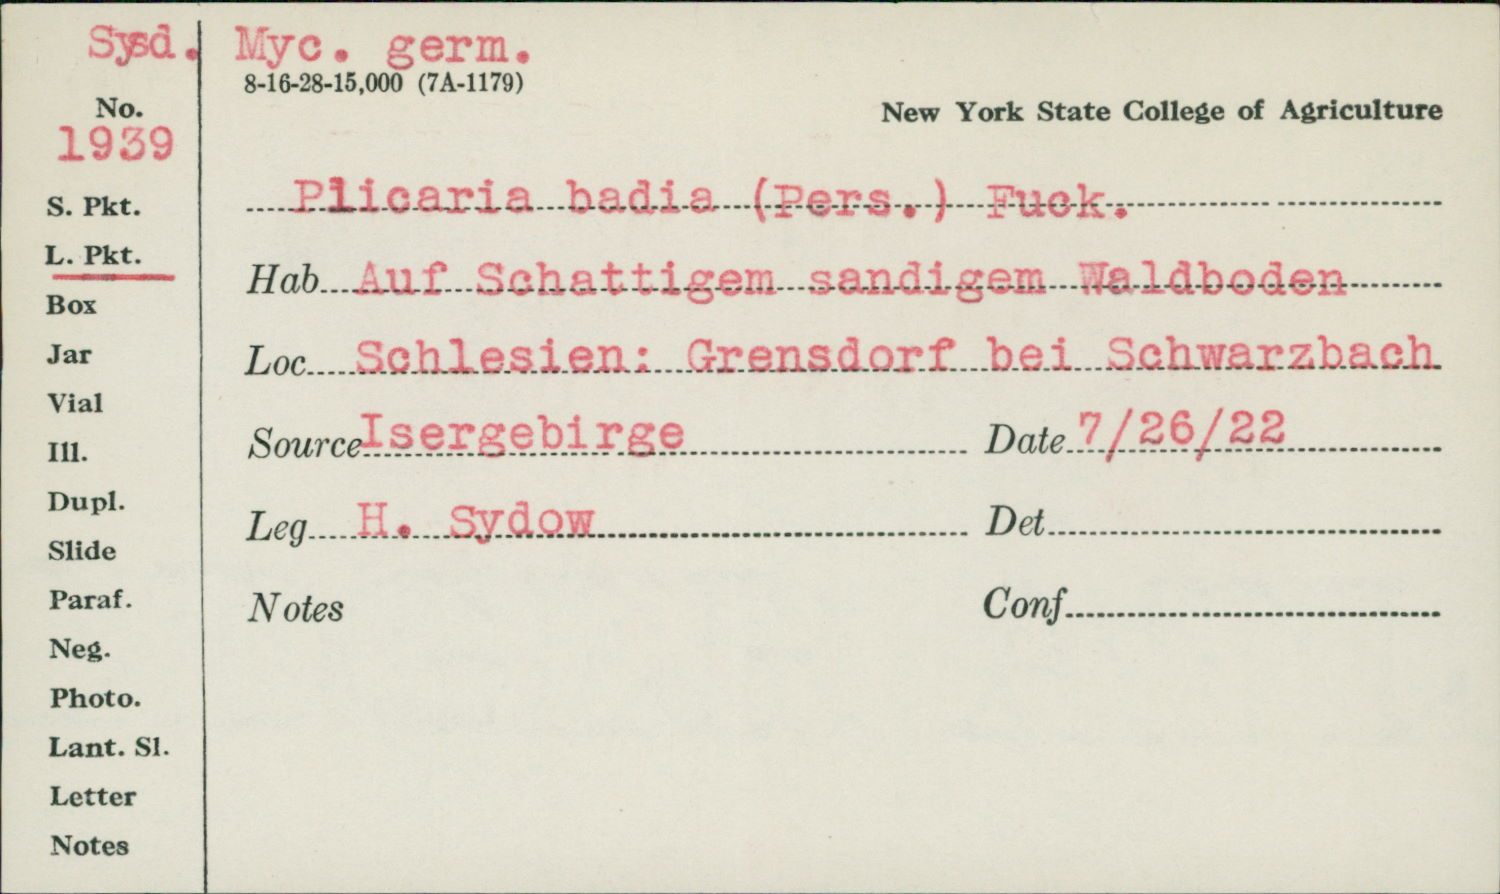 Sysd. Myc. germ.
8-16-28-15,000 (7A-1179)
No.
1939
New York State College of Agriculture
S. Pkt.
Plicaria badia (Pers.) Fuck.
L. Pkt.
Hab. Auf Schattigem sandigem Waldboden
Box
Jar
Loc. Schlesien: Grensdorf bei Schwarzbach
Vial
Ill.
Source Isergebirge Date 7/26/22
Dupl.
Leg. H. Sydow Det
Slide
Paraf.
Notes Conf
Neg.
Photo.
Lant. Sl.
Letter
Notes